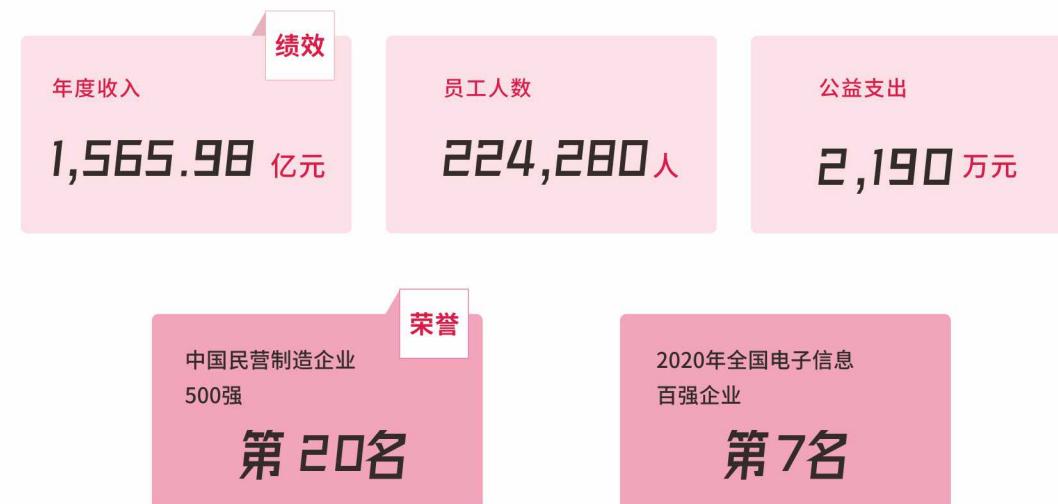 绩效
年度收入
1,565.98 亿元
员工人数
224,280人
公益支出
2,190万元
荣誉
中国民营制造企业
500强
第20名
2020年全国电子信息
百强企业
第7名